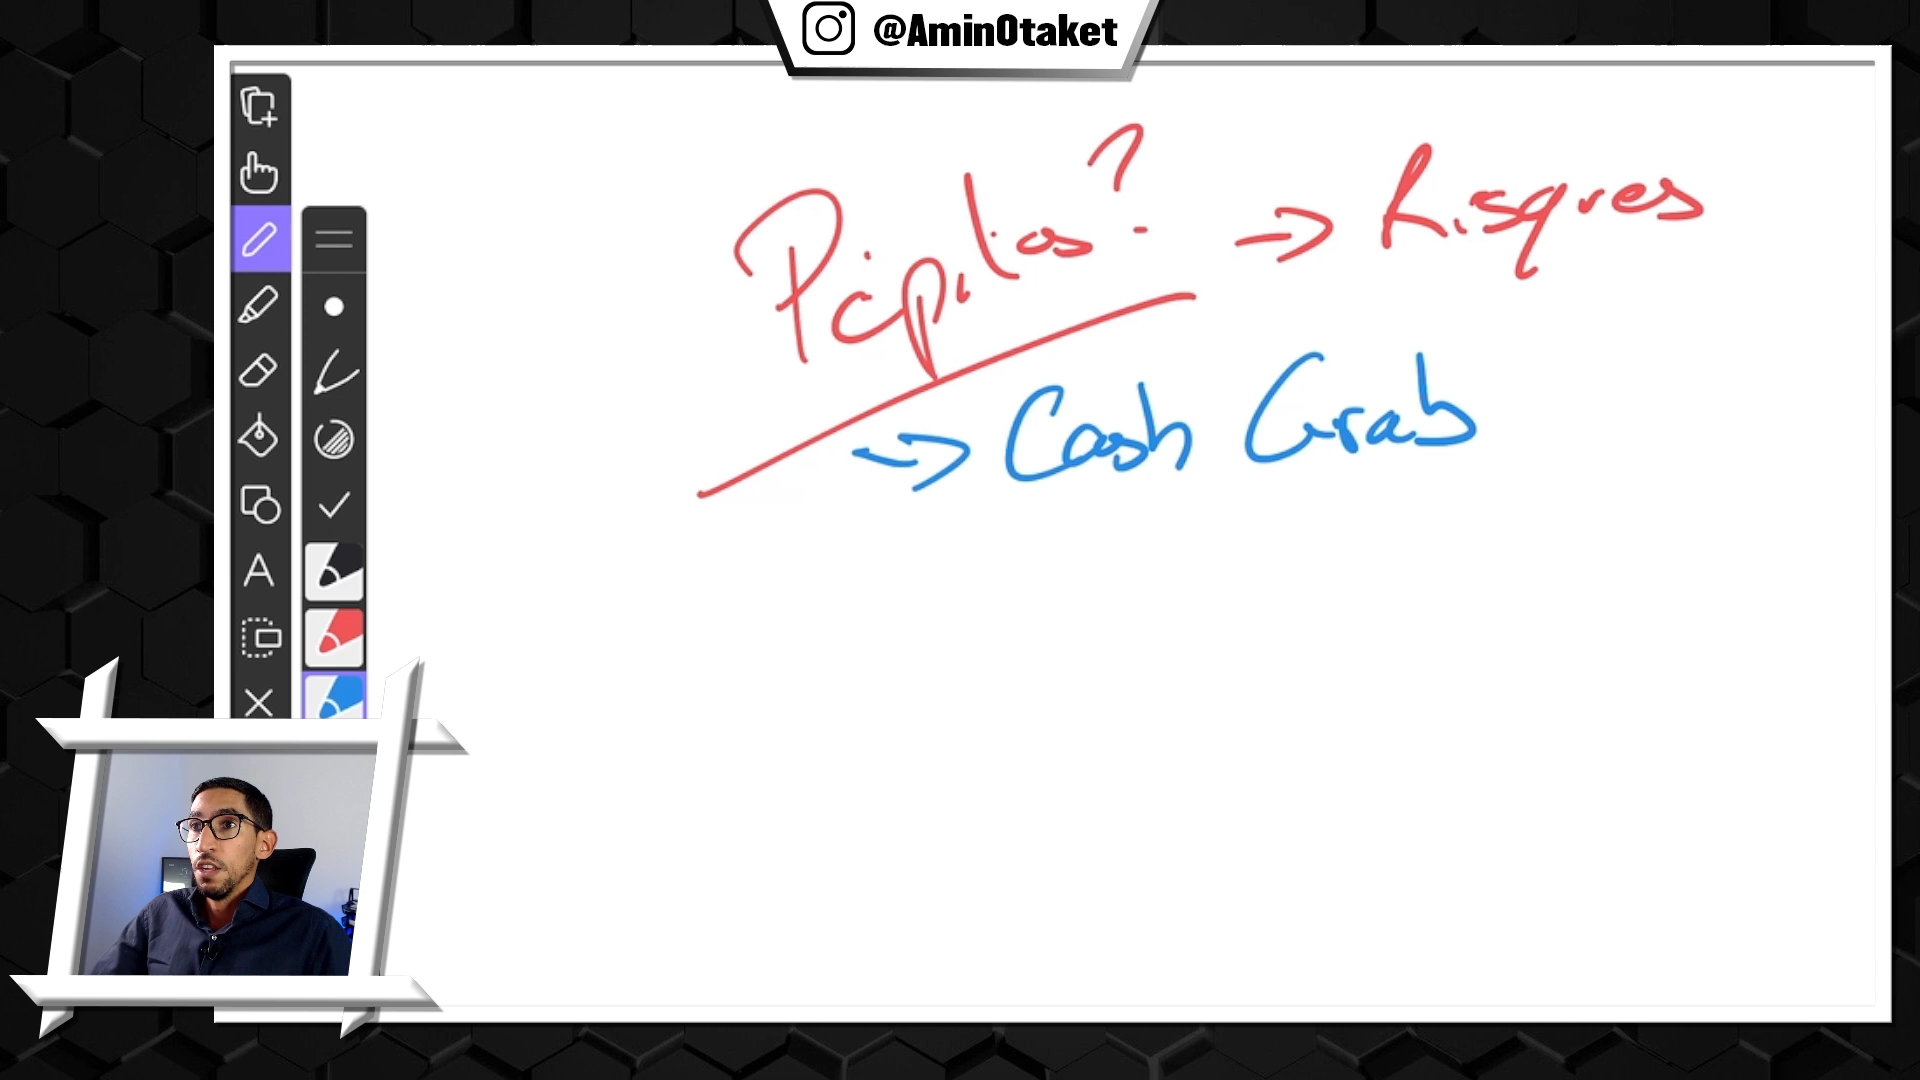 @AminOtaket
Pépites? → Risques
→ Cash Grab
A